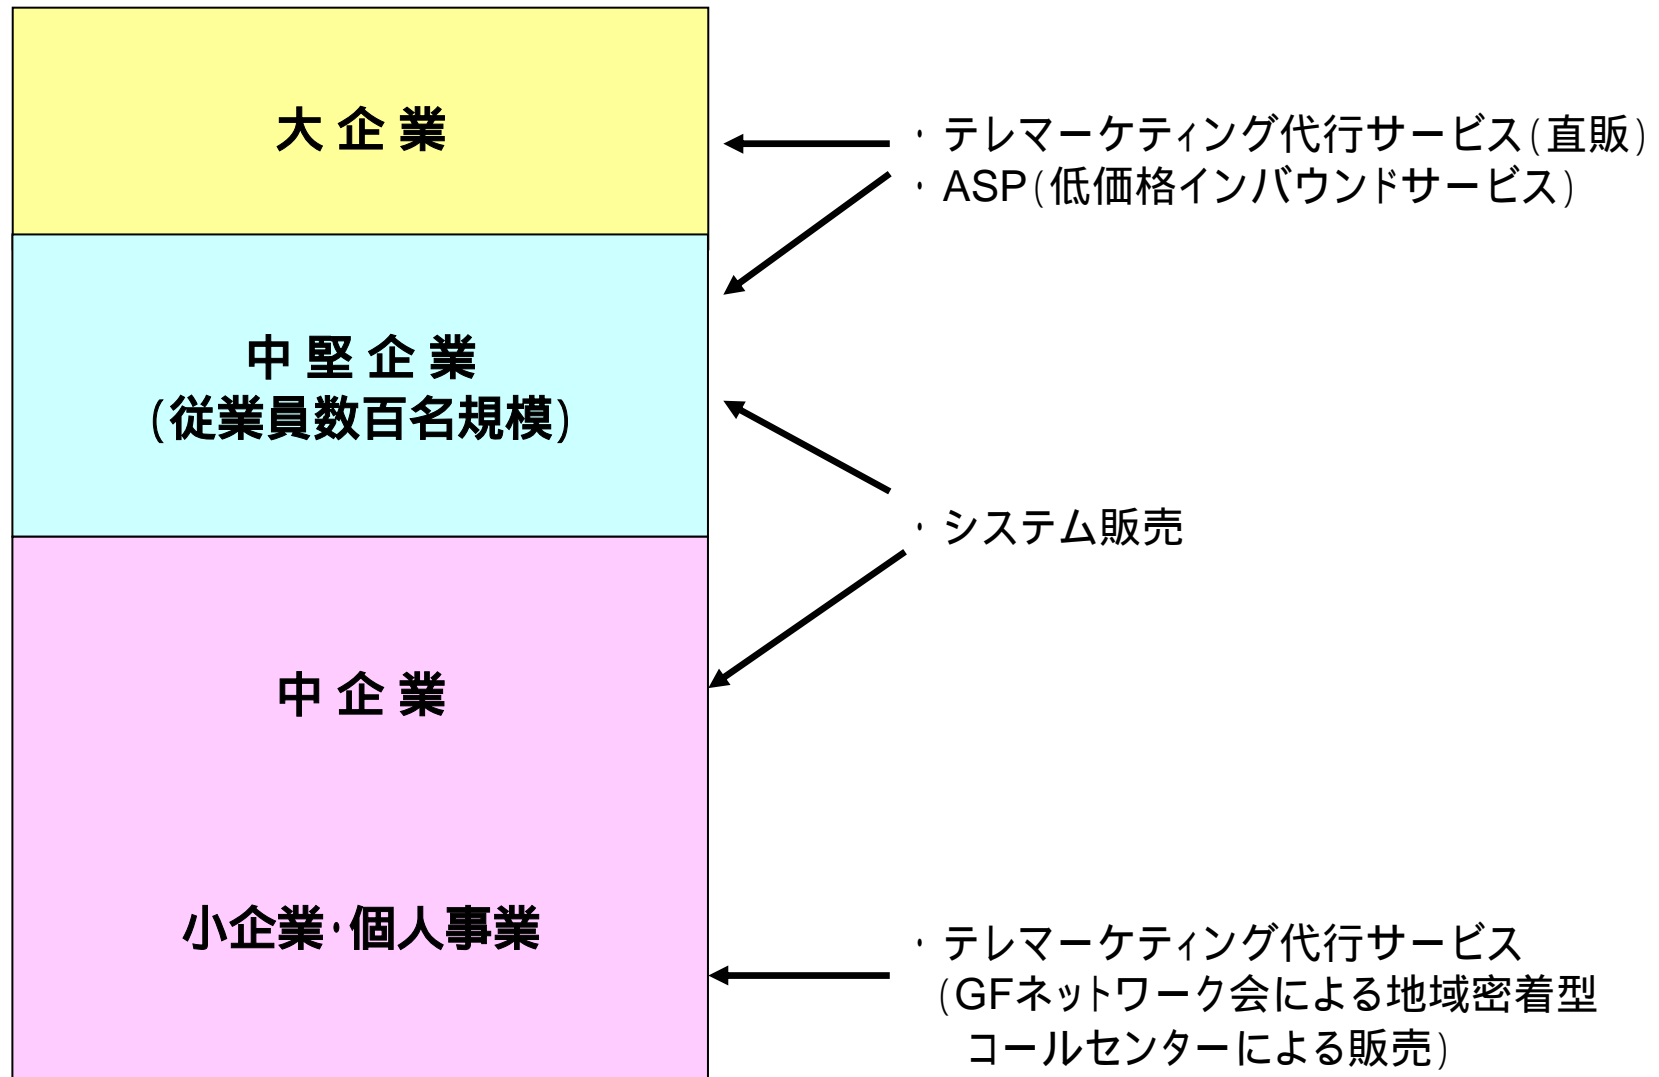 大企業
・テレマーケティング代行サービス(直販)
・ASP(低価格インバウンドサービス)
中堅企業
(従業員数百名規模)
・システム販売
中企業
小企業・個人事業
・テレマーケティング代行サービス
(GFネットワーク会による地域密着型
コールセンターによる販売)